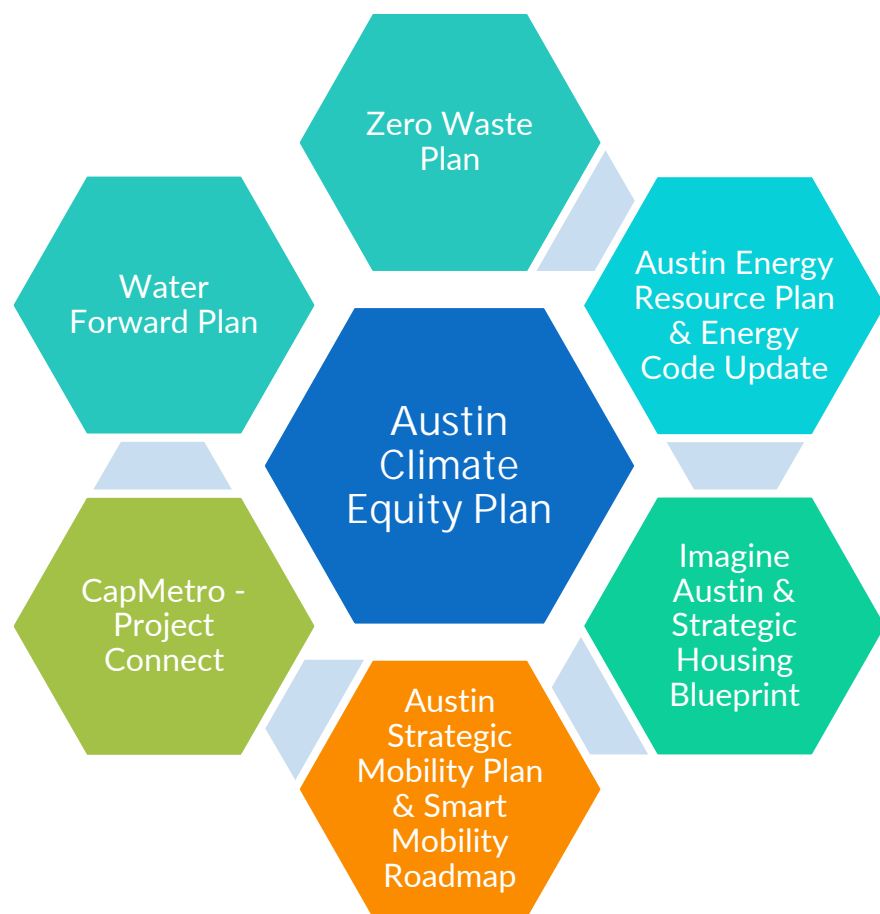 Zero Waste
Plan
Austin Energy
Resource Plan
& Energy
Code Update
Water
Forward Plan
Austin
Climate
Equity Plan
Imagine
Austin &
Strategic
Housing
Blueprint
CapMetro -
Project
Connect
Austin
Strategic
Mobility Plan
& Smart
Mobility
Roadmap